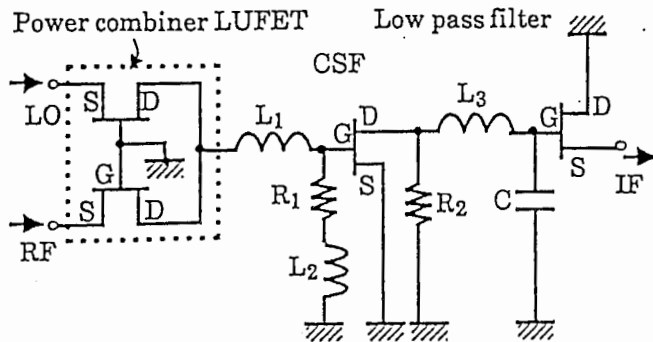 Power combiner LUFET
Low pass filter
CSF
LO
S
D
G
S
D
RF
L1
G
D
S
R1
L2
R2
L3
C
G
D
S
IF